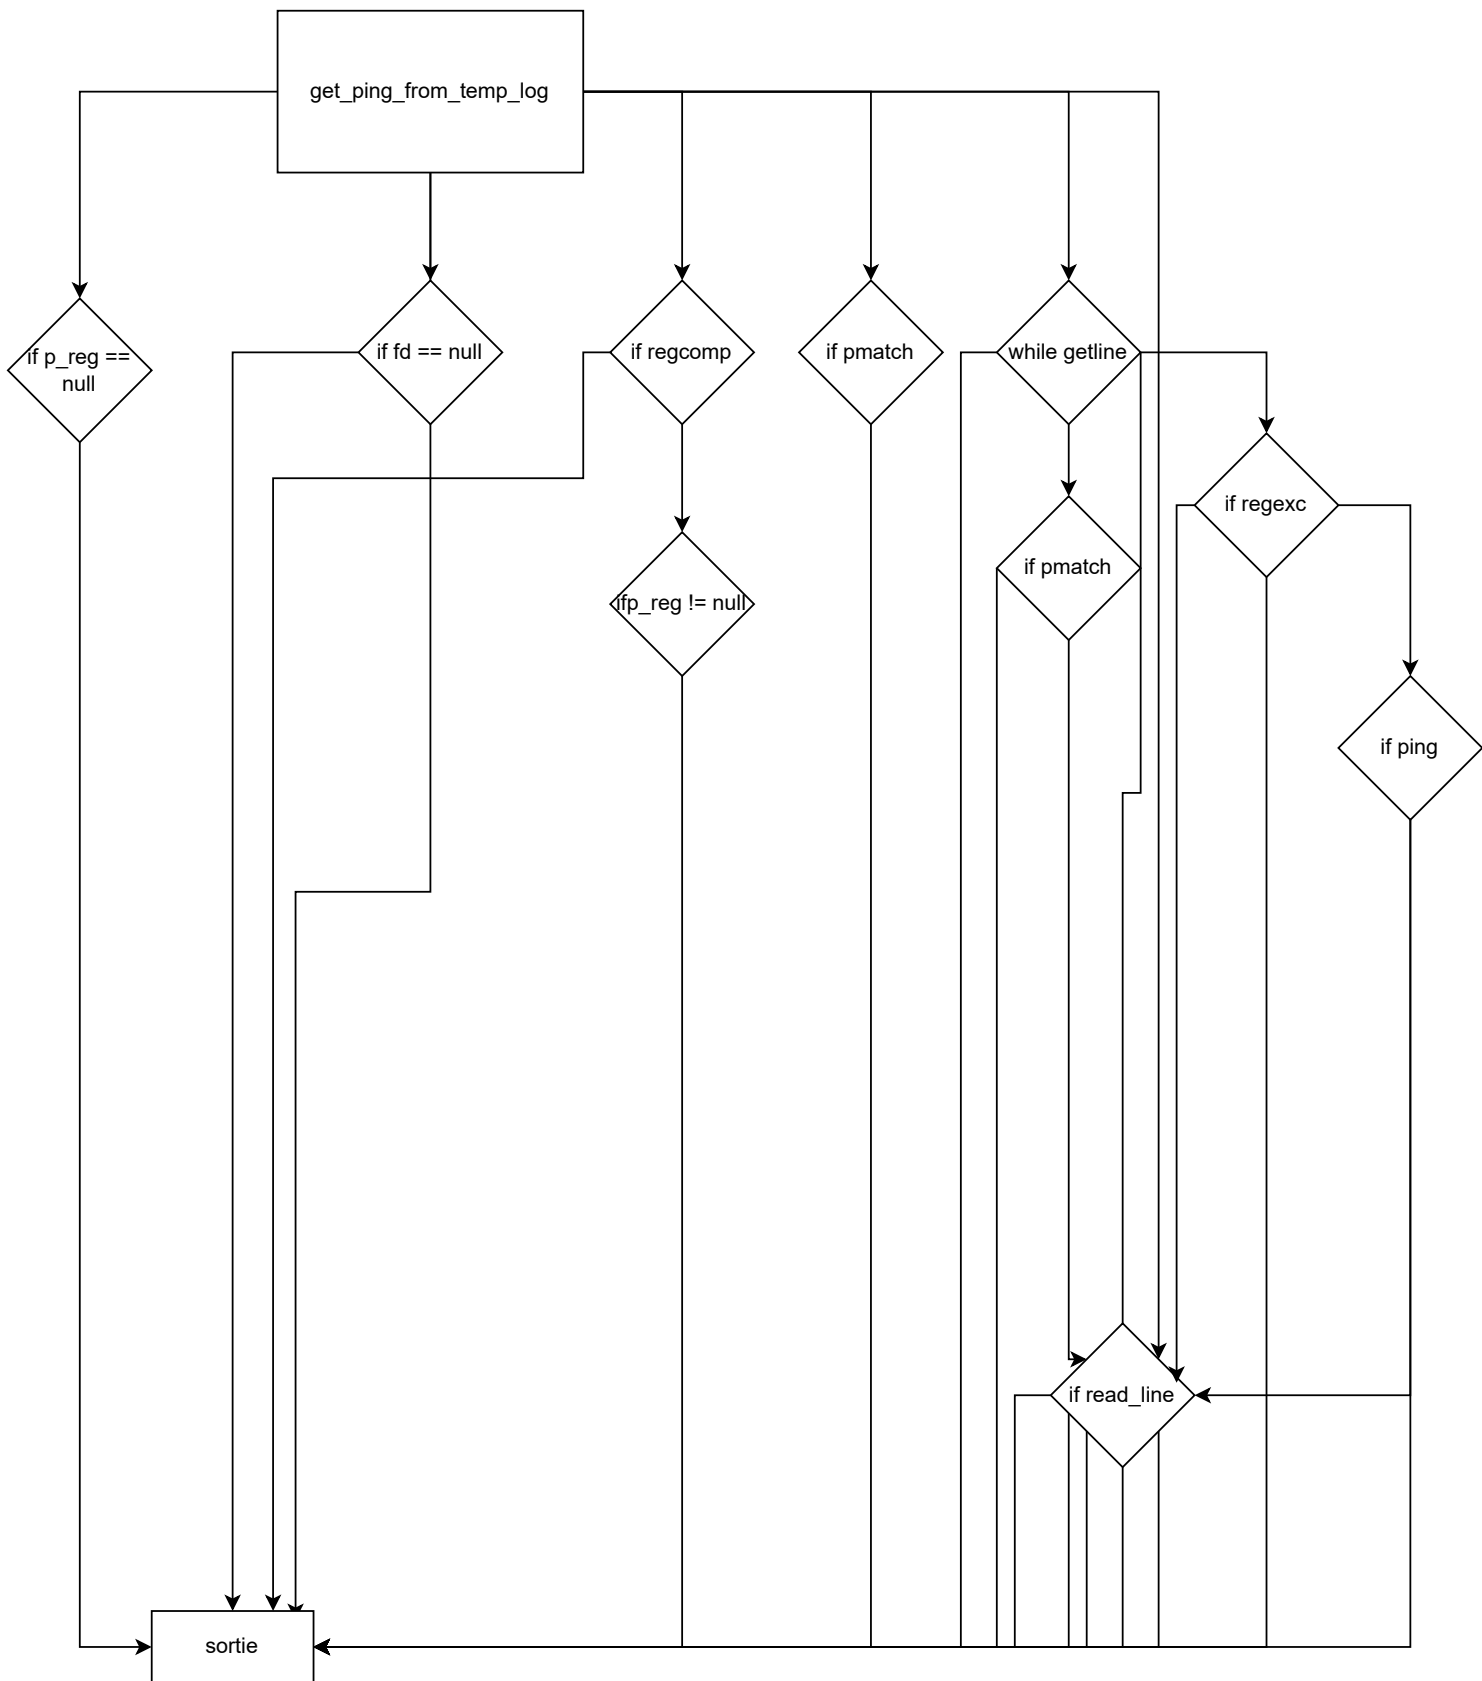 get_ping_from_temp_log
if p_reg ==
null
if fd == null
if regcomp
if pmatch
while getline
if regexc
if pmatch
ifp_reg != null
if ping
if read_line
sortie